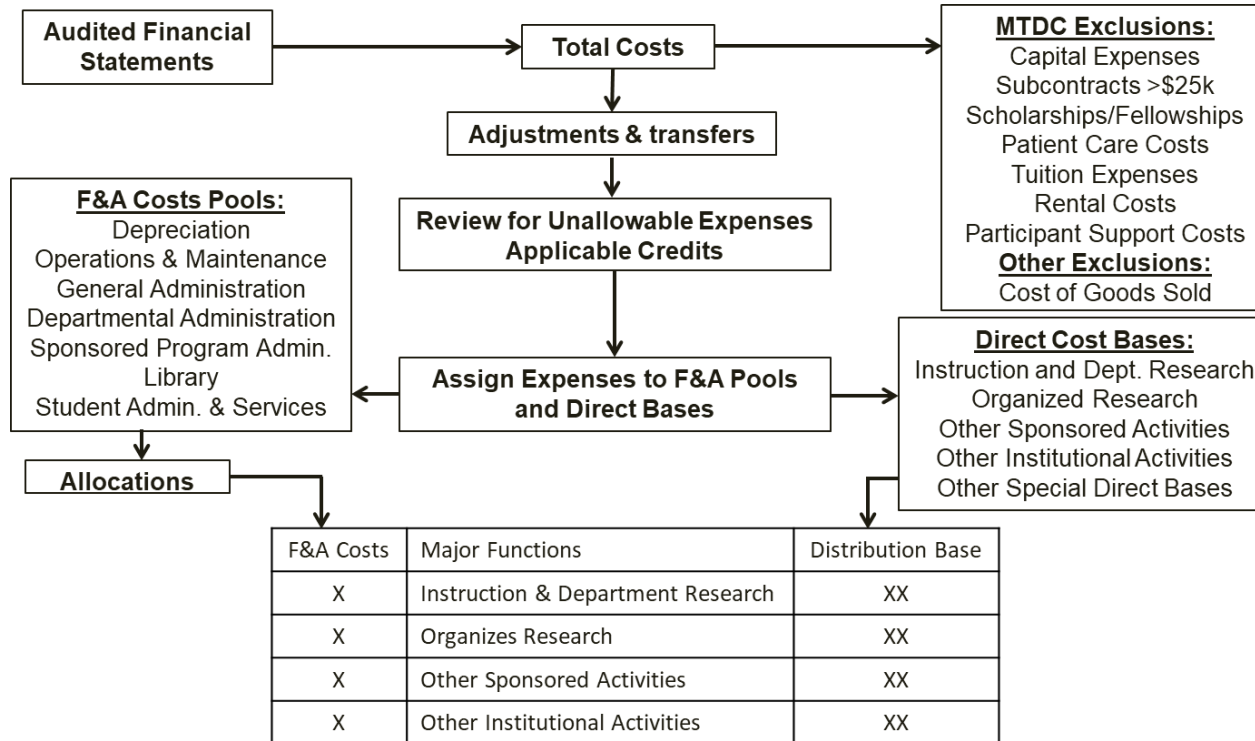 Audited Financial
Statements
Total Costs
MTDC Exclusions:
Capital Expenses
Subcontracts >$25k
Scholarships/Fellowships
Patient Care Costs
Tuition Expenses
Rental Costs
Participant Support Costs
Other Exclusions:
Cost of Goods Sold
Adjustments & transfers
Review for Unallowable Expenses
Applicable Credits
F&A Costs Pools:
Depreciation
Operations & Maintenance
General Administration
Departmental Administration
Sponsored Program Admin.
Library
Student Admin. & Services
Assign Expenses to F&A Pools
and Direct Bases
Direct Cost Bases:
Instruction and Dept. Research
Organized Research
Other Sponsored Activities
Other Institutional Activities
Other Special Direct Bases
Allocations
F&A Costs Major Functions Distribution Base
X Instruction & Department Research XX
X Organizes Research XX
X Other Sponsored Activities XX
X Other Institutional Activities XX